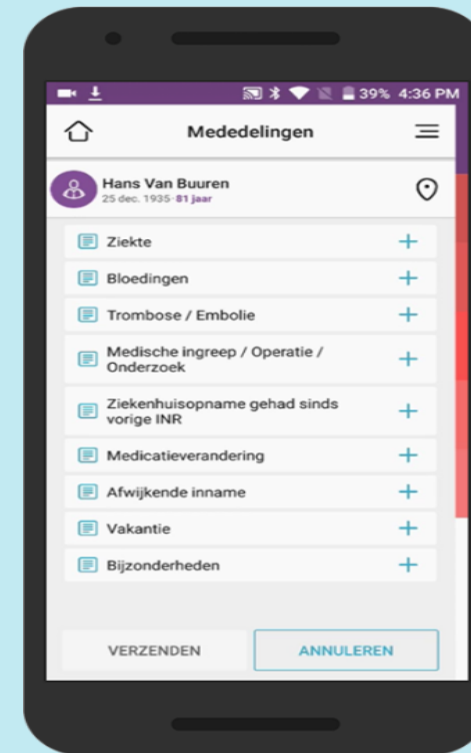 39% 4:36 PM
Mededelingen
Hans Van Buuren
25 dec. 1935-81 jaar
Ziekte
Bloedingen
Trombose / Embolie
Medische ingreep / Operatie /
Onderzoek
Ziekenhuisopname gehad sinds
vorige INR
Medicatieverandering
Afwijkende inname
Vakantie
Bijzonderheden
VERZENDEN
ANNULEREN